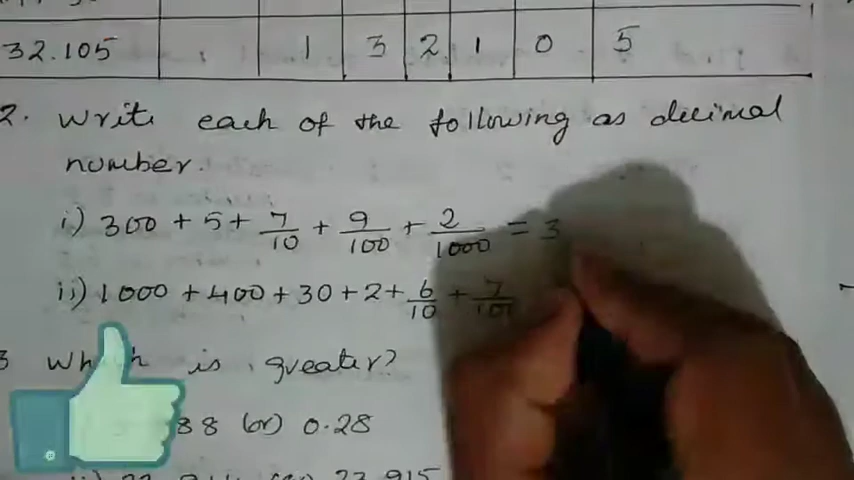 32.105 1 3 2 1 0 5
2. Write each of the following as decimal
number.
i) 300 + 5 + 7/10 + 9/100 + 2/1000 = 3
ii) 1000 + 400 + 30 + 2 + 6/10 + 7/100
3 Which is greater?
88 (or) 0.28